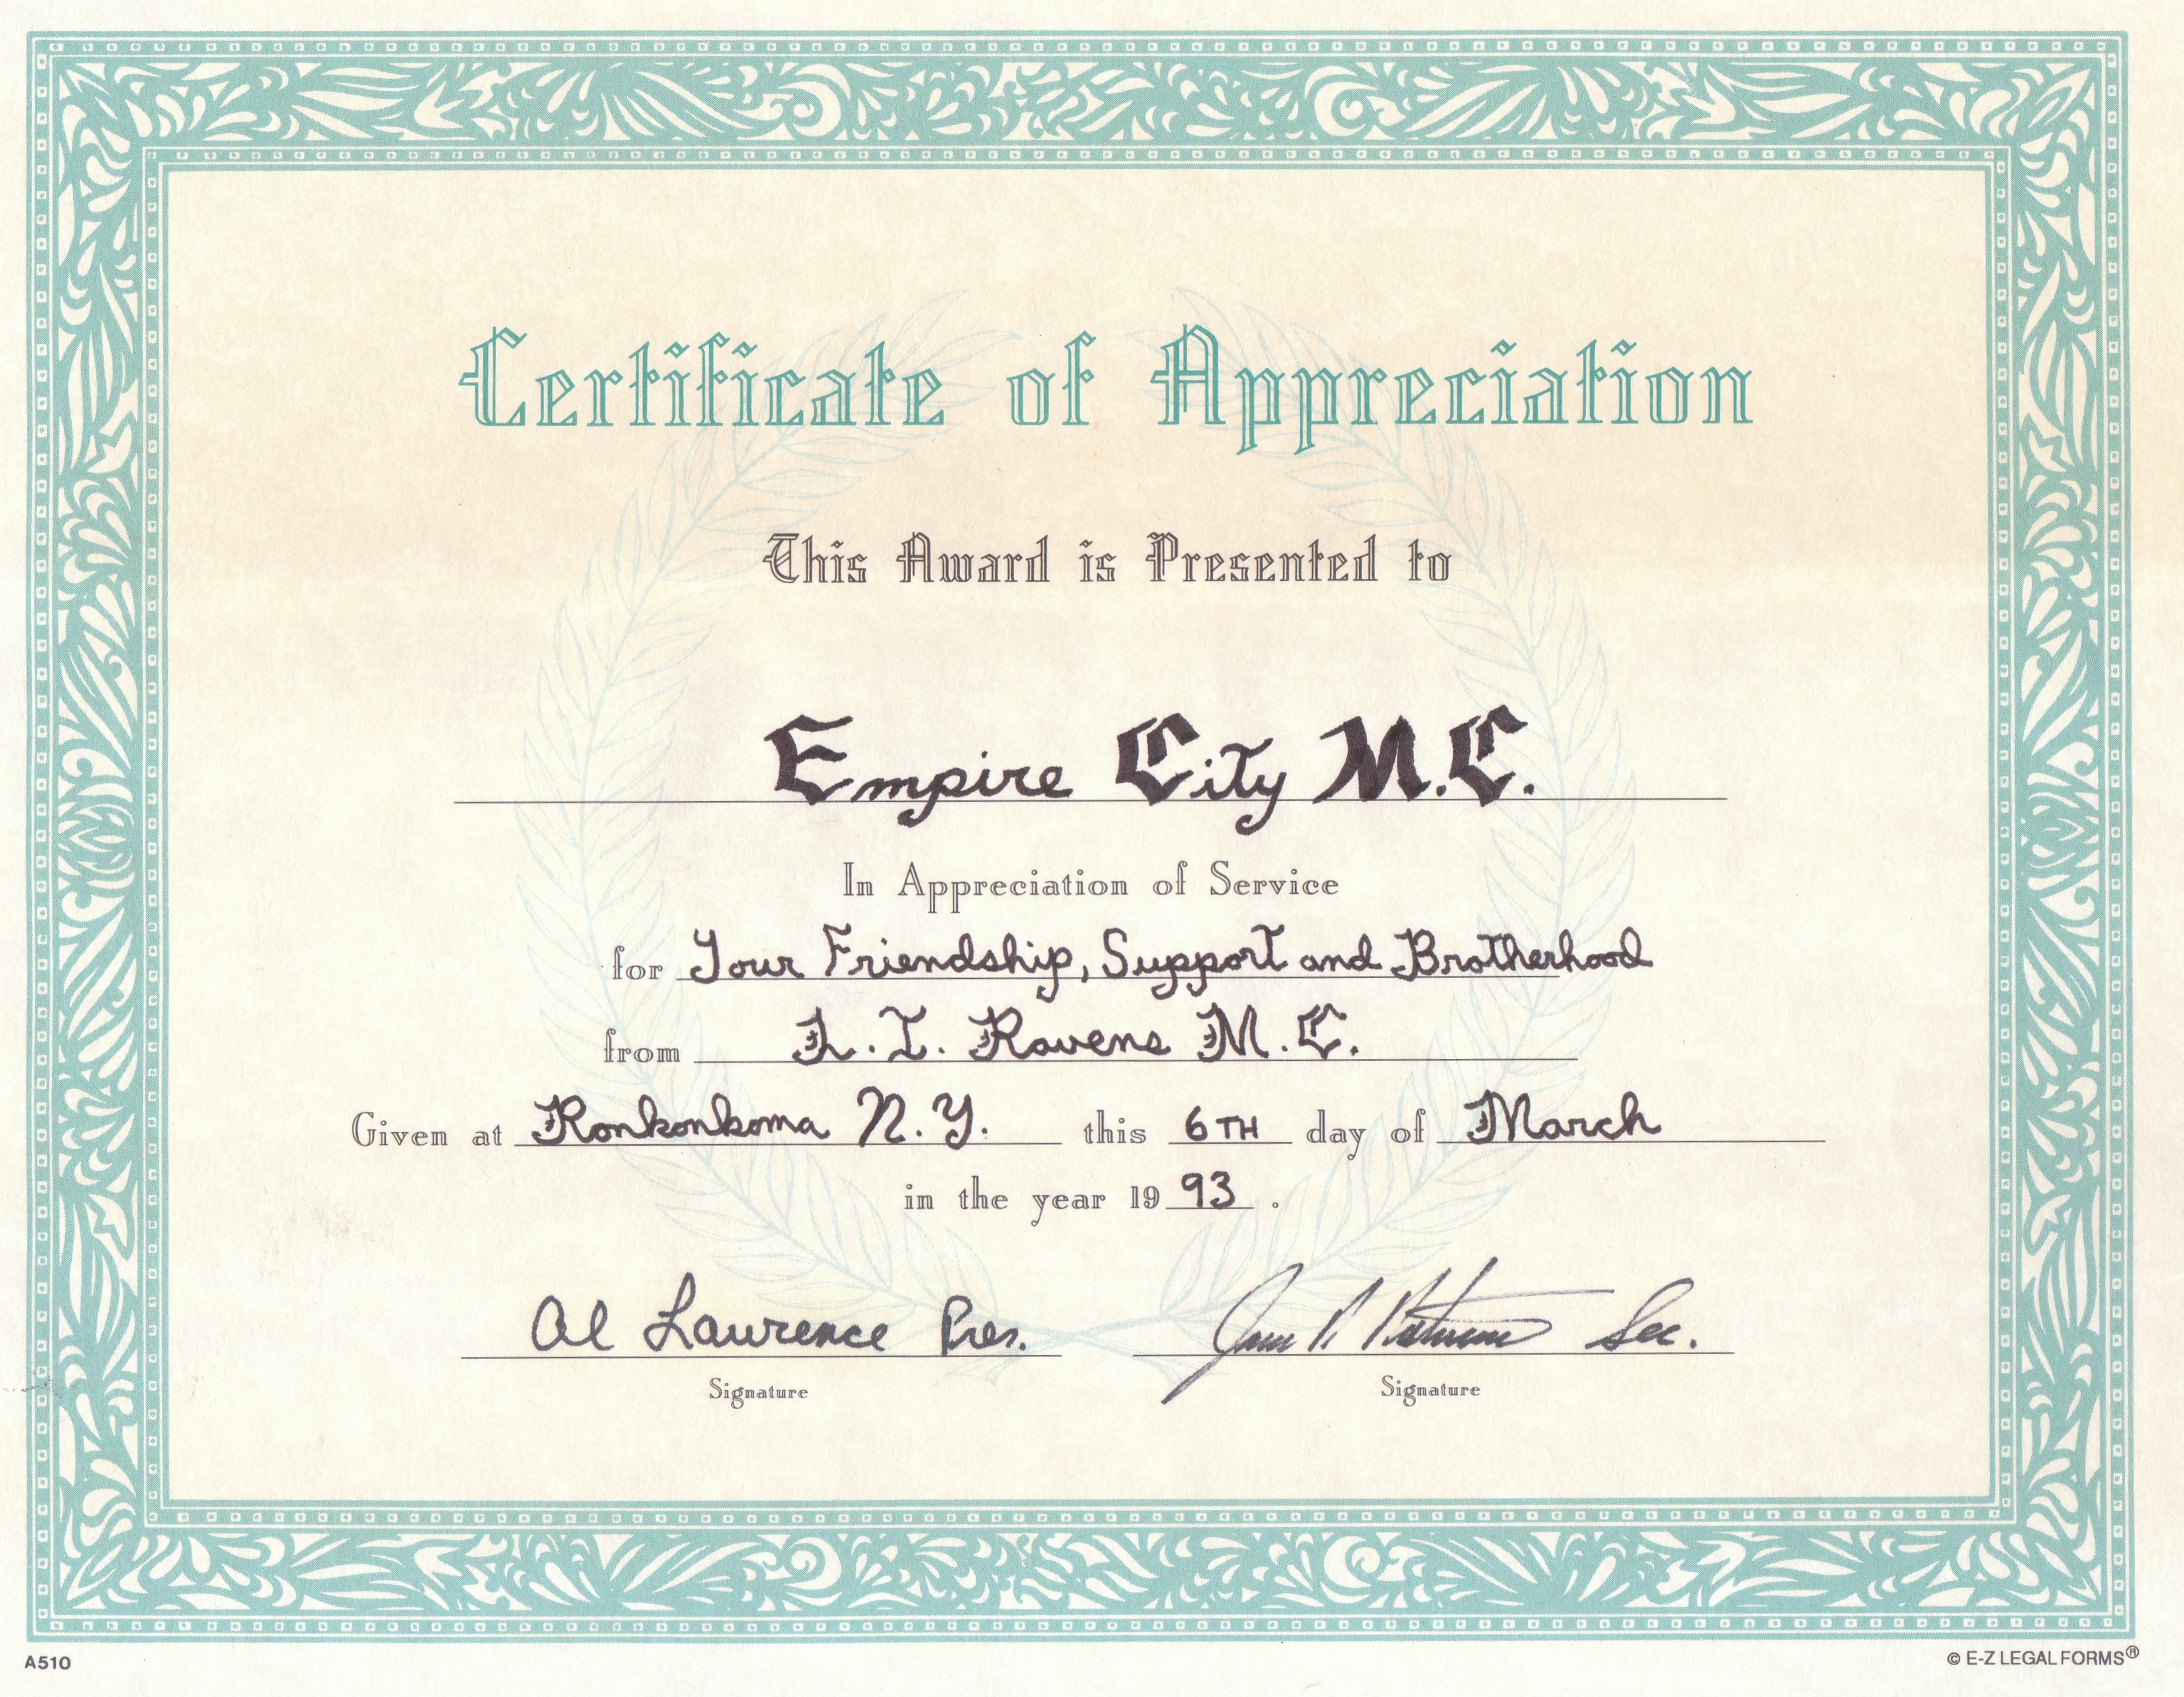 Certificate of Appreciation
This Award is Presented to
Empire City M.C.
In Appreciation of Service
for Your Friendship, Support and Brotherhood
from L. I. Ravens M.C.
Given at Ronkonkoma N.Y. this 6TH day of March
in the year 1993.
Al Lawrence Pres. Sec.
Signature Signature
A510 © E-Z LEGAL FORMS®